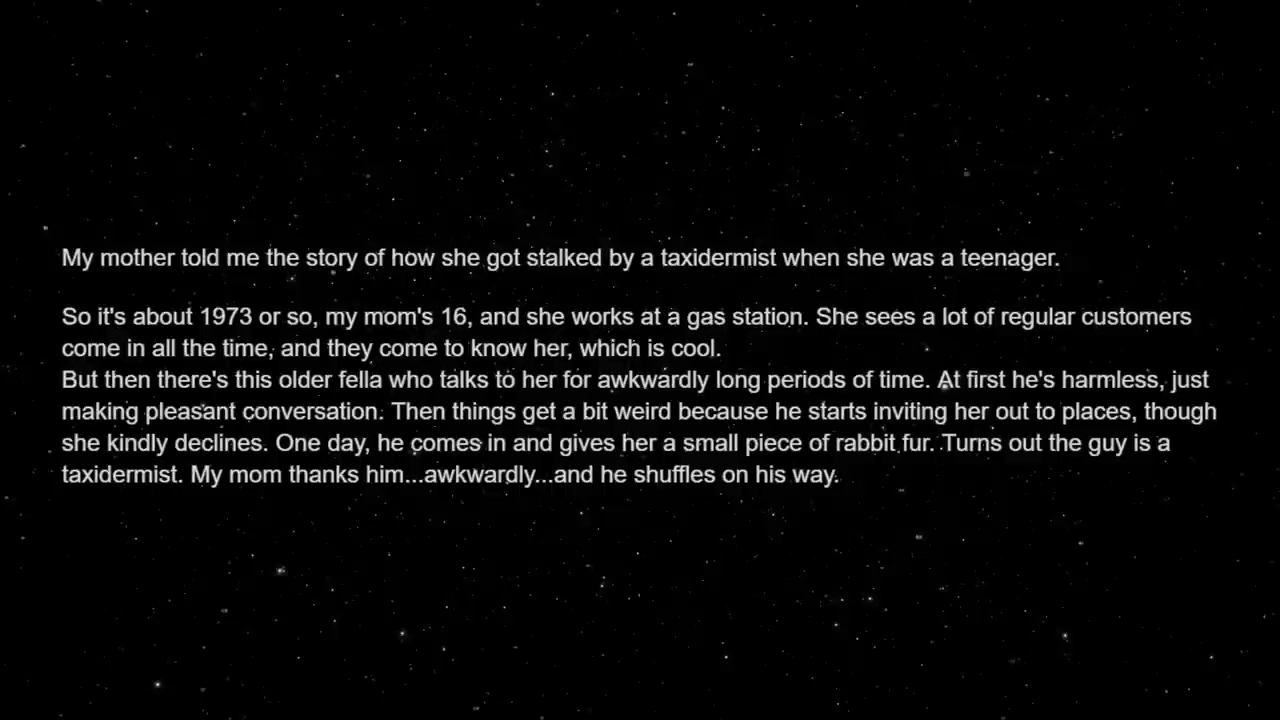 My mother told me the story of how she got stalked by a taxidermist when she was a teenager.
So it's about 1973 or so, my mom's 16, and she works at a gas station. She sees a lot of regular customers
come in all the time, and they come to know her, which is cool.
But then there's this older fella who talks to her for awkwardly long periods of time. At first he's harmless, just
making pleasant conversation. Then things get a bit weird because he starts inviting her out to places, though
she kindly declines. One day, he comes in and gives her a small piece of rabbit fur. Turns out the guy is a
taxidermist. My mom thanks him...awkwardly...and he shuffles on his way.